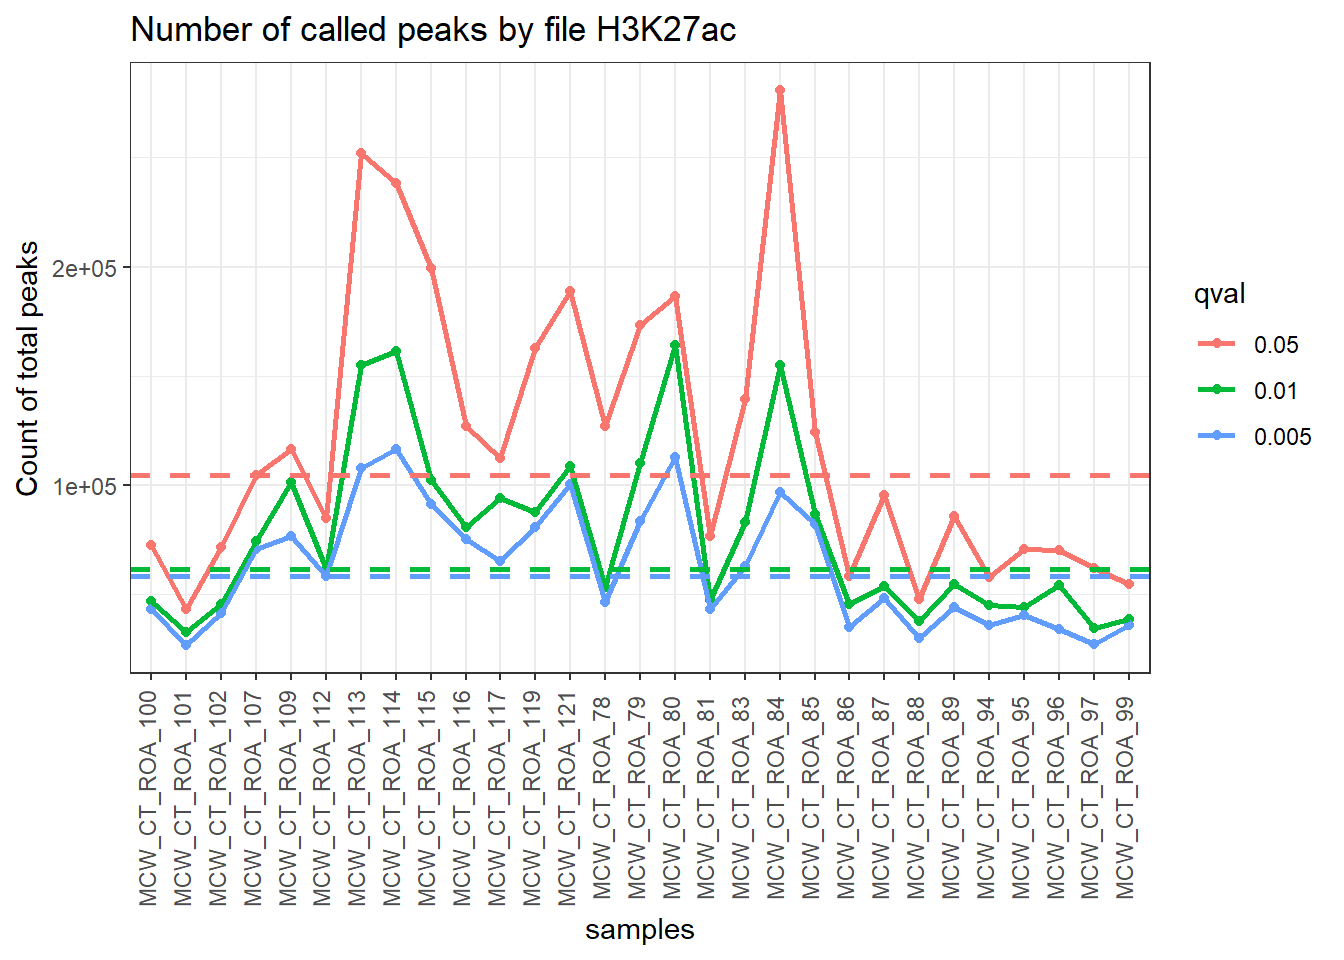 Number of called peaks by file H3K27ac
Count of total peaks
2e+05
1e+05
MCW_CT_ROA_100
MCW_CT_ROA_101
MCW_CT_ROA_102
MCW_CT_ROA_107
MCW_CT_ROA_109
MCW_CT_ROA_112
MCW_CT_ROA_113
MCW_CT_ROA_114
MCW_CT_ROA_115
MCW_CT_ROA_116
MCW_CT_ROA_117
MCW_CT_ROA_119
MCW_CT_ROA_121
MCW_CT_ROA_78
MCW_CT_ROA_79
MCW_CT_ROA_80
MCW_CT_ROA_81
MCW_CT_ROA_83
MCW_CT_ROA_84
MCW_CT_ROA_85
MCW_CT_ROA_86
MCW_CT_ROA_87
MCW_CT_ROA_88
MCW_CT_ROA_89
MCW_CT_ROA_94
MCW_CT_ROA_95
MCW_CT_ROA_96
MCW_CT_ROA_97
MCW_CT_ROA_99
samples
qval
0.05
0.01
0.005